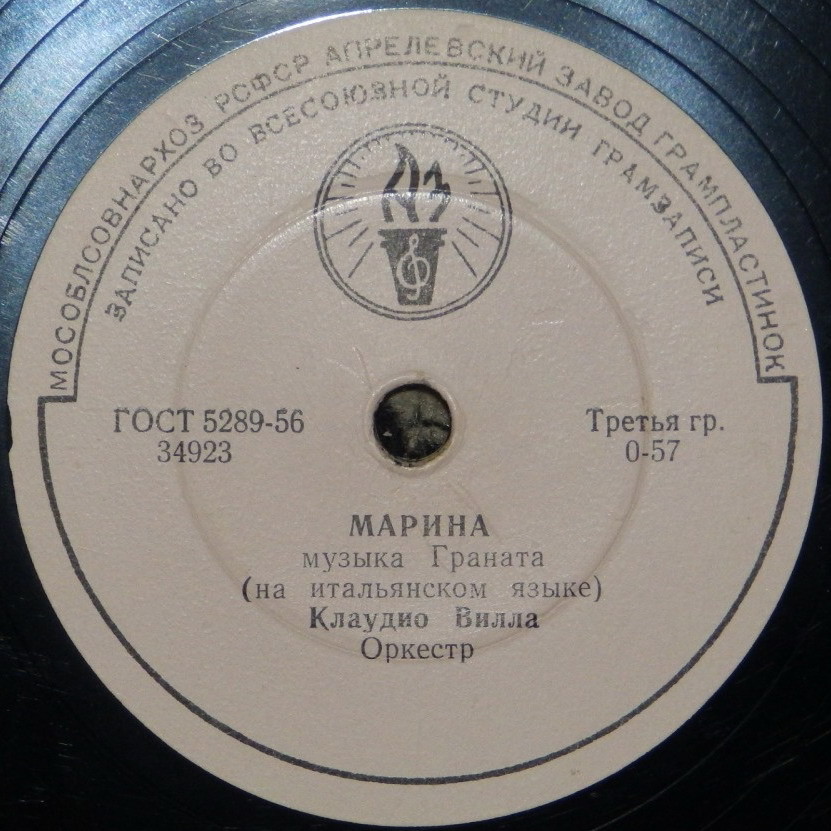 МОСОБЛСОВНАРХОЗ РСФСР АПРЕЛЕВСКИЙ ЗАВОД ГРАМПЛАСТИНОК
ЗАПИСАНО ВО ВСЕСОЮЗНОЙ СТУДИИ ГРАМЗАПИСИ
ГОСТ 5289-56
34923
Третья гр.
0-57
МАРИНА
музыка Граната
(на итальянском языке)
Клаудио Вилла
Оркестр